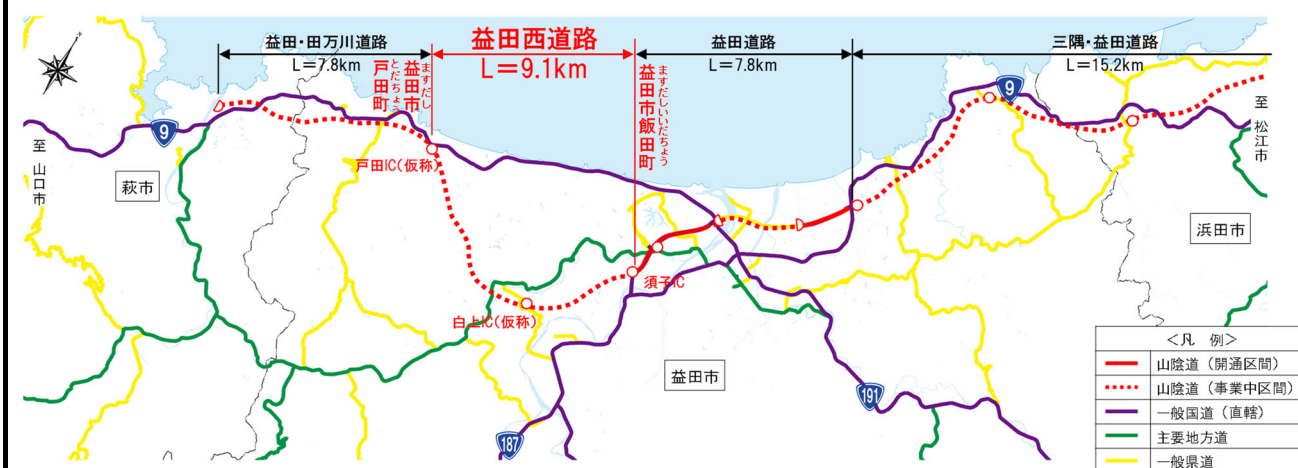 益田・田万川道路
L=7.8km
益田西道路
L=9.1km
益田道路
L=7.8km
三隅・益田道路
L=15.2km
益田市
ますだし
戸田町
とだちょう
益田市飯田町
ますだしいいだちょう
9
9
至 山口市
萩市
戸田IC(仮称)
白上IC(仮称)
須子IC
益田市
浜田市
至 松江市
187
191
<凡 例>
山陰道（開通区間）
山陰道（事業中区間）
一般国道（直轄）
主要地方道
一般県道